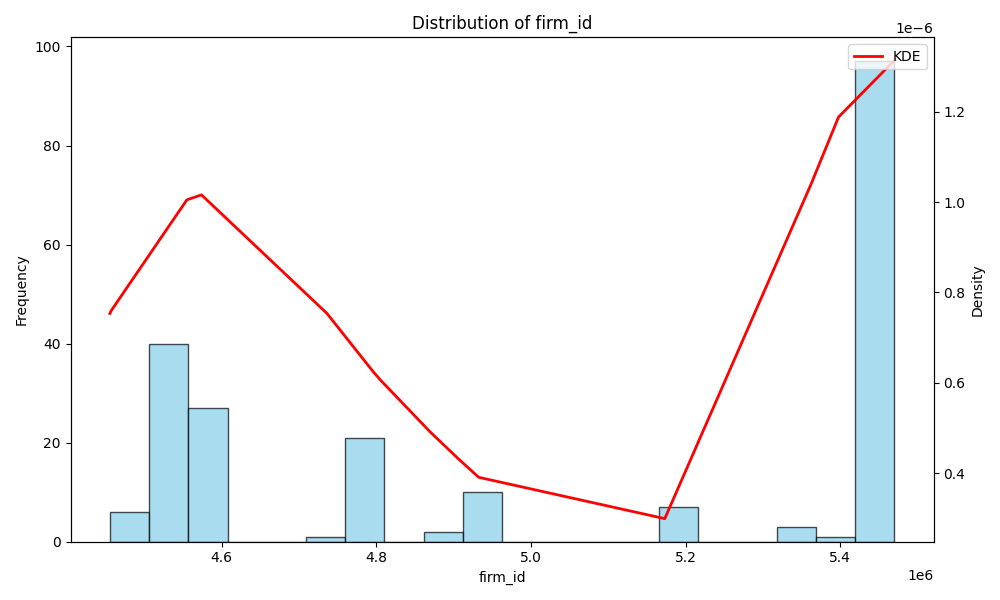 Distribution of firm_id
1e−6
KDE
Frequency
100
80
60
40
20
0
1.2
1.0
0.8
0.6
0.4
Density
4.6 4.8 5.0 5.2 5.4
firm_id
1e6